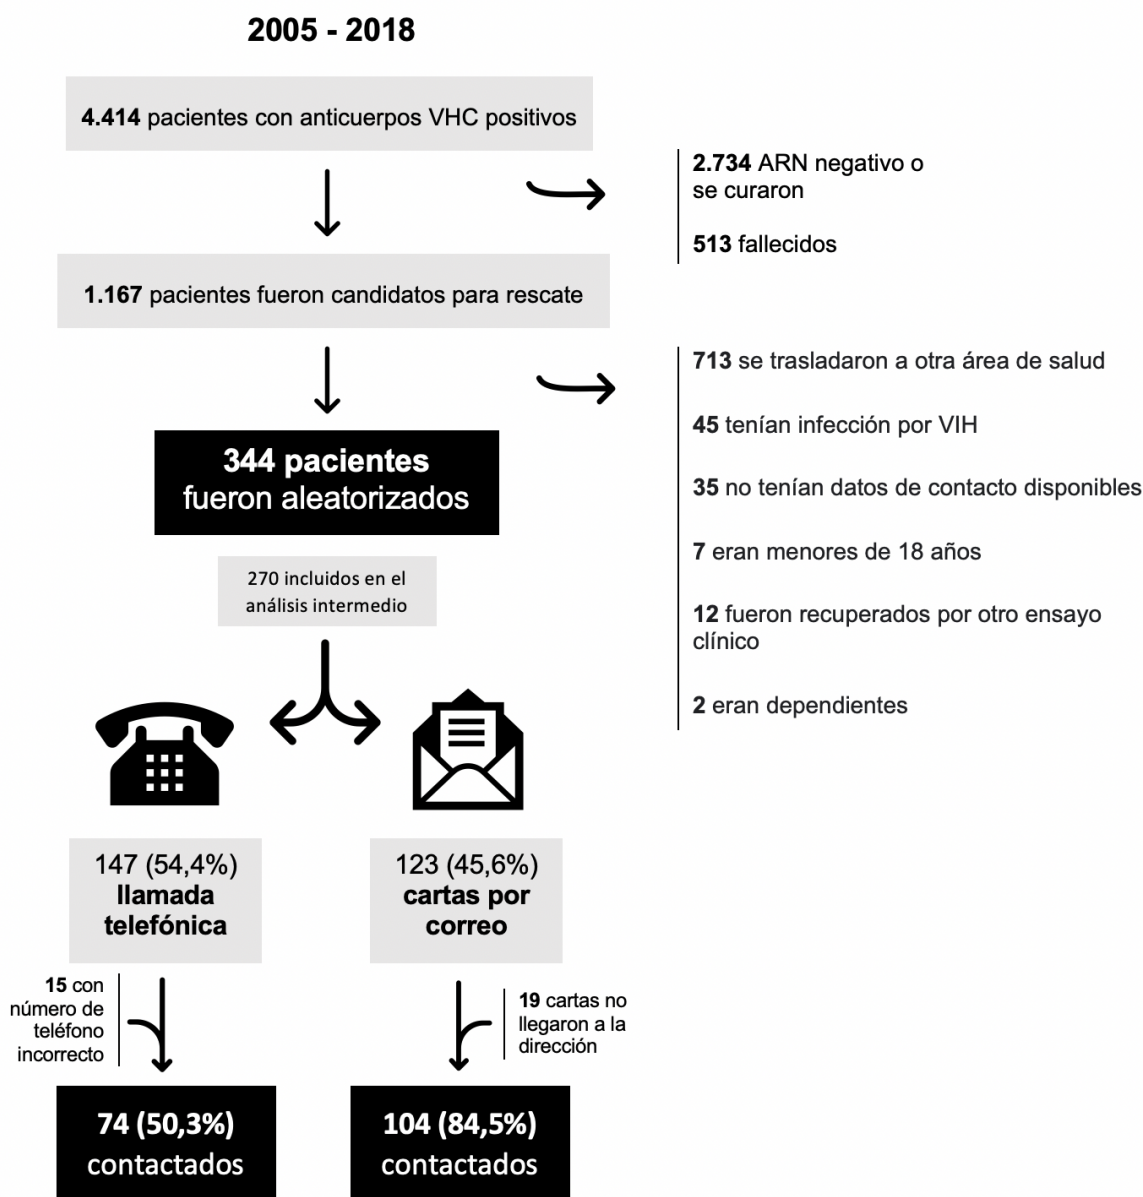 2005 - 2018
4.414 pacientes con anticuerpos VHC positivos
2.734 ARN negativo o
se curaron
513 fallecidos
1.167 pacientes fueron candidatos para rescate
713 se trasladaron a otra área de salud
45 tenían infección por VIH
35 no tenían datos de contacto disponibles
7 eran menores de 18 años
12 fueron recuperados por otro ensayo
clínico
2 eran dependientes
344 pacientes
fueron aleatorizados
270 incluidos en el
análisis intermedio
147 (54,4%)
llamada
telefónica
123 (45,6%)
cartas por
correo
15 con
número de
teléfono
incorrecto
19 cartas no
llegaron a la
dirección
74 (50,3%)
contactados
104 (84,5%)
contactados